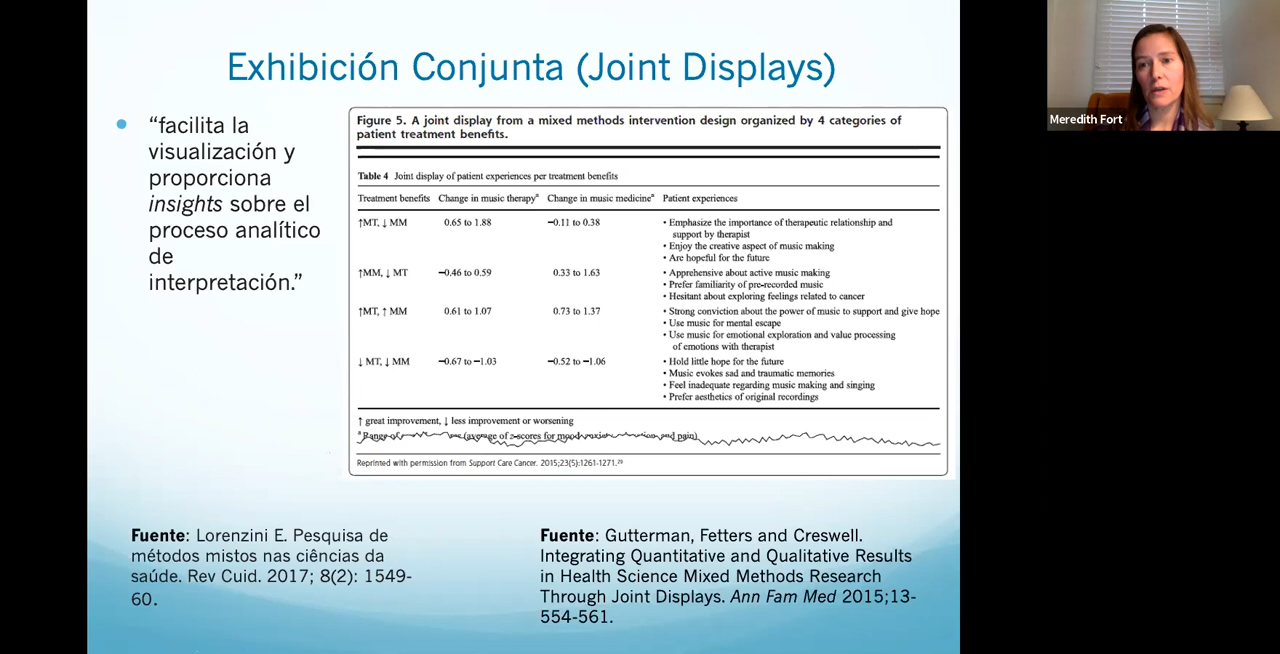 Exhibición Conjunta (Joint Displays)
• “facilita la
visualización y
proporciona
insights sobre el
proceso analítico
de
interpretación.”
Figure 5. A joint display from a mixed methods intervention design organized by 4 categories of
patient treatment benefits.
Table 4 Joint display of patient experiences per treatment benefits
Treatment benefits Change in music therapyª Change in music medicineª Patient experiences
↑MT, ↓ MM 0.65 to 1.88 −0.11 to 0.38 • Emphasize the importance of therapeutic relationship and
support by therapist
• Enjoy the creative aspect of music making
• Are hopeful for the future
↑MM, ↓ MT −0.46 to 0.59 0.33 to 1.63 • Apprehensive about active music making
• Prefer familiarity of pre-recorded music
• Hesitant about exploring feelings related to cancer
↑MT, ↑ MM 0.61 to 1.07 0.73 to 1.37 • Strong conviction about the power of music to support and give hope
• Use music for mental escape
• Use music for emotional exploration and value processing
of emotions with therapist
↓ MT, ↓ MM −0.67 to −1.03 −0.52 to −1.06 • Hold little hope for the future
• Music evokes sad and traumatic memories
• Feel inadequate regarding music making and singing
• Prefer aesthetics of original recordings
↑ great improvement, ↓ less improvement or worsening
ª Range of (average of z-scores for mood, and pain)
Reprinted with permission from Support Care Cancer. 2015;23(5):1261-1271.²⁹
Fuente: Lorenzini E. Pesquisa de
métodos mistos nas ciências da
saúde. Rev Cuid. 2017; 8(2): 1549-
60.
Fuente: Gutterman, Fetters and Creswell.
Integrating Quantitative and Qualitative Results
in Health Science Mixed Methods Research
Through Joint Displays. Ann Fam Med 2015;13-
554-561.
Meredith Fort